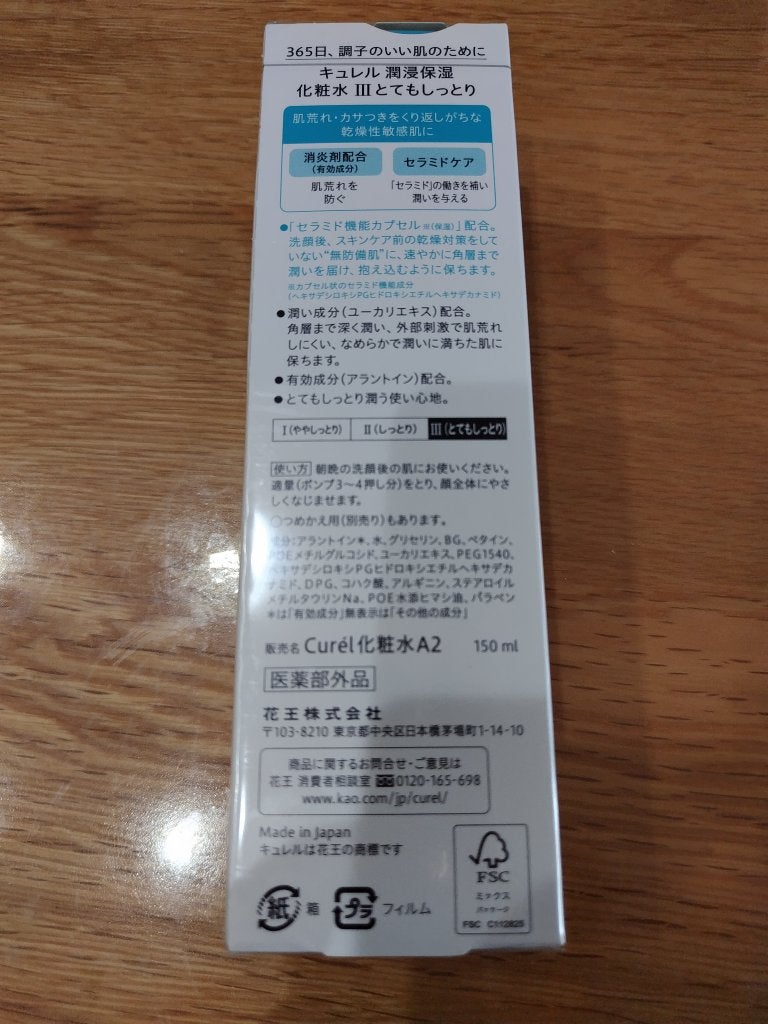 365日、調子のいい肌のために
キュレル 潤浸保湿
化粧水 III とてもしっとり
肌荒れ・カサつきをくり返しがちな
乾燥性敏感肌に
消炎剤配合
(有効成分)
セラミドケア
肌荒れを
防ぐ
「セラミド」の働きを補い
潤いを与える
●「セラミド機能カプセル※(保湿)」配合。
洗顔後、スキンケア前の乾燥対策をして
いない“無防備肌”に、速やかに角層まで
潤いを届け、抱え込むように保ちます。
※カプセル状のセラミド機能成分
(ヘキサデシロキシPGヒドロキシエチルヘキサデカナミド)
●潤い成分(ユーカリエキス)配合。
角層まで深く潤い、外部刺激で肌荒れ
しにくい、なめらかで潤いに満ちた肌に
保ちます。
●有効成分(アラントイン)配合。
●とてもしっとり潤う使い心地。
I(ややしっとり) II(しっとり) III(とてもしっとり)
使い方 朝晩の洗顔後の肌にお使いください。
適量(ポンプ3～4押し分)をとり、顔全体にやさ
しくなじませます。
○つめかえ用(別売り)もあります。
成分:アラントイン＊、水、グリセリン、BG、ベタイン、
POEメチルグルコシド、ユーカリエキス、PEG1540、
ヘキサデシロキシPGヒドロキシエチルヘキサデカ
ナミド、DPG、コハク酸、アルギニン、ステアロイル
メチルタウリンNa、POE水添ヒマシ油、パラベン
＊は「有効成分」無表示は「その他の成分」
販売名 Curél 化粧水A2 150 ml
医薬部外品
花王株式会社
〒103-8210 東京都中央区日本橋茅場町1-14-10
商品に関するお問合せ・ご意見は
花王 消費者相談室 0120-165-698
www.kao.com/jp/curel/
Made in Japan
キュレルは花王の商標です
紙 箱 プラ フィルム
FSC
ミックス
パッケージ
FSC C112825